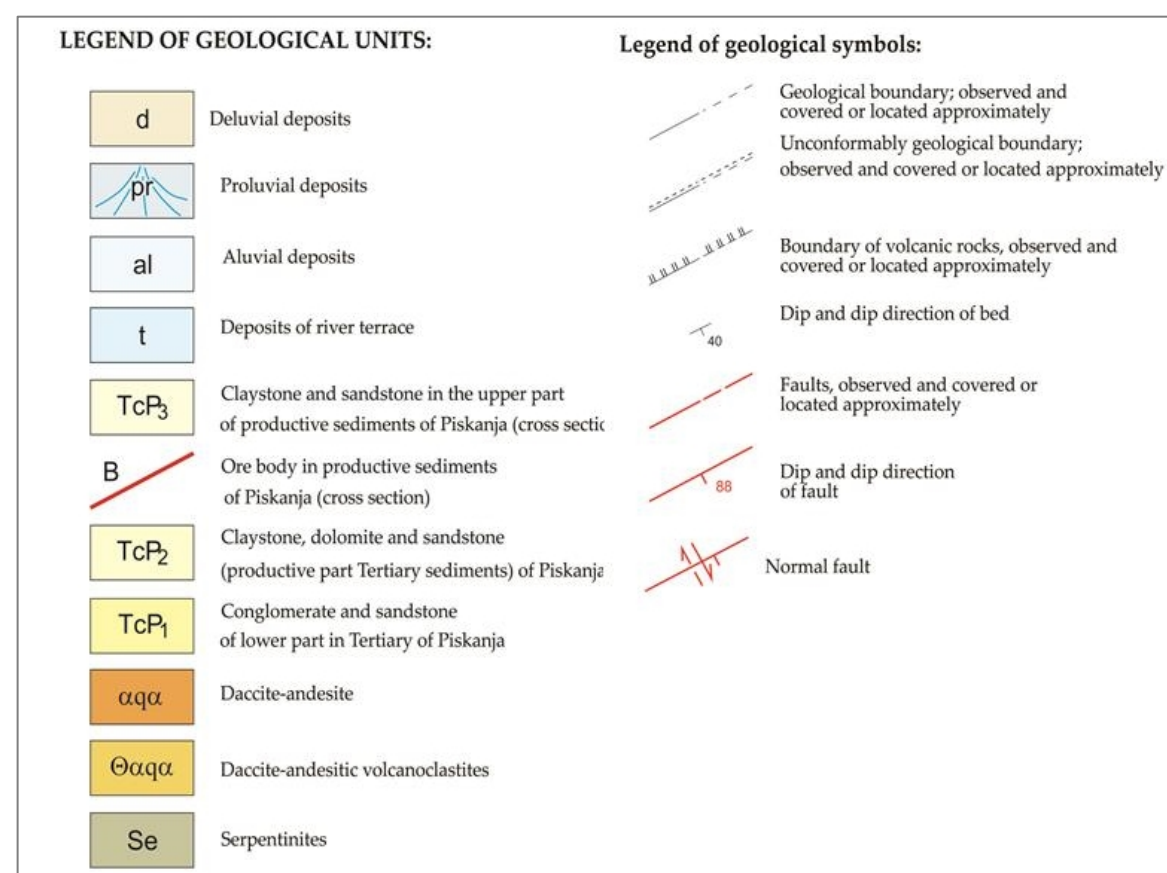 LEGEND OF GEOLOGICAL UNITS:
d
Deluvial deposits
pr
Proluvial deposits
al
Aluvial deposits
t
Deposits of river terrace
TcP3
Claystone and sandstone in the upper part
of productive sediments of Piskanja (cross sectio
B
Ore body in productive sediments
of Piskanja (cross section)
TcP2
Claystone, dolomite and sandstone
(productive part Tertiary sediments) of Piskanja
TcP1
Conglomerate and sandstone
of lower part in Tertiary of Piskanja
αqα
Daccite-andesite
Θαqα
Daccite-andesitic volcanoclastites
Se
Serpentinites
Legend of geological symbols:
Geological boundary; observed and
covered or located approximately
Unconformably geological boundary;
observed and covered or located approximately
Boundary of volcanic rocks, observed and
covered or located approximately
Dip and dip direction of bed
40
Faults, observed and covered or
located approximately
Dip and dip direction
of fault
88
Normal fault